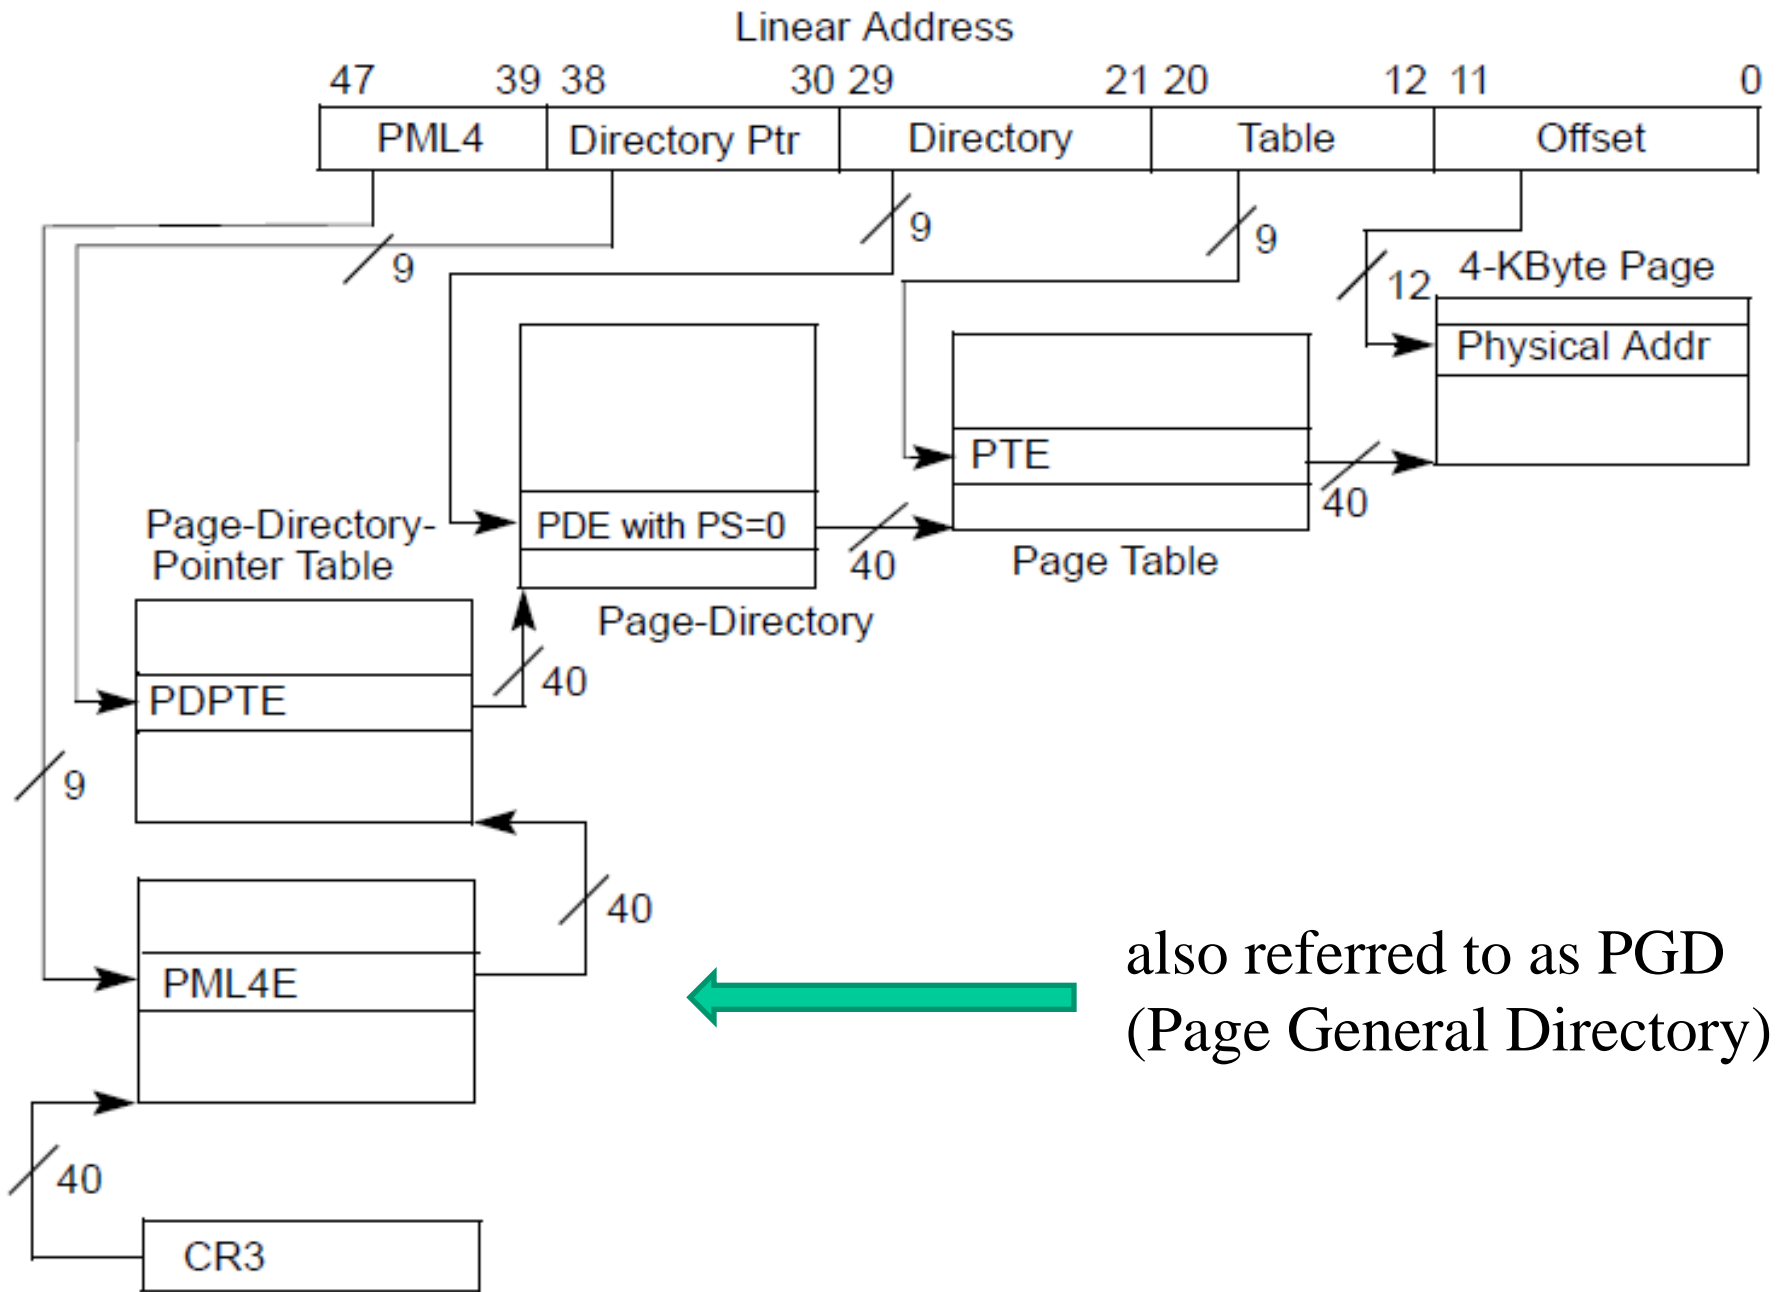 Linear Address
47 39 38 30 29 21 20 12 11 0
PML4 Directory Ptr Directory Table Offset
9
9
9
12
4-KByte Page
Physical Addr
PTE
40
Page Table
PDE with PS=0
40
Page-Directory
Page-Directory-
Pointer Table
PDPTE
40
9
PML4E
40
also referred to as PGD
(Page General Directory)
40
CR3